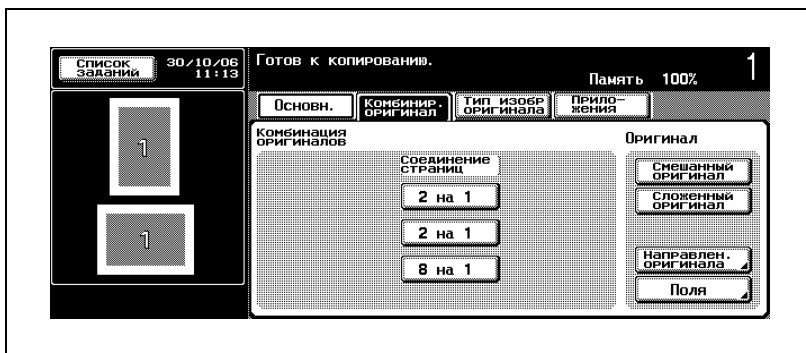 Список
заданий
30/10/06
11:13
Готов к копированию.
Память 100%
1
Основн.
Комбинир.
оригинал
Тип изобр
оригинала
Прило-
жения
1
1
Комбинация
оригиналов
Соединение
страниц
2 на 1
2 на 1
8 на 1
Оригинал
Смешанный
оригинал
Сложенный
оригинал
Направлен.
оригинала
Поля